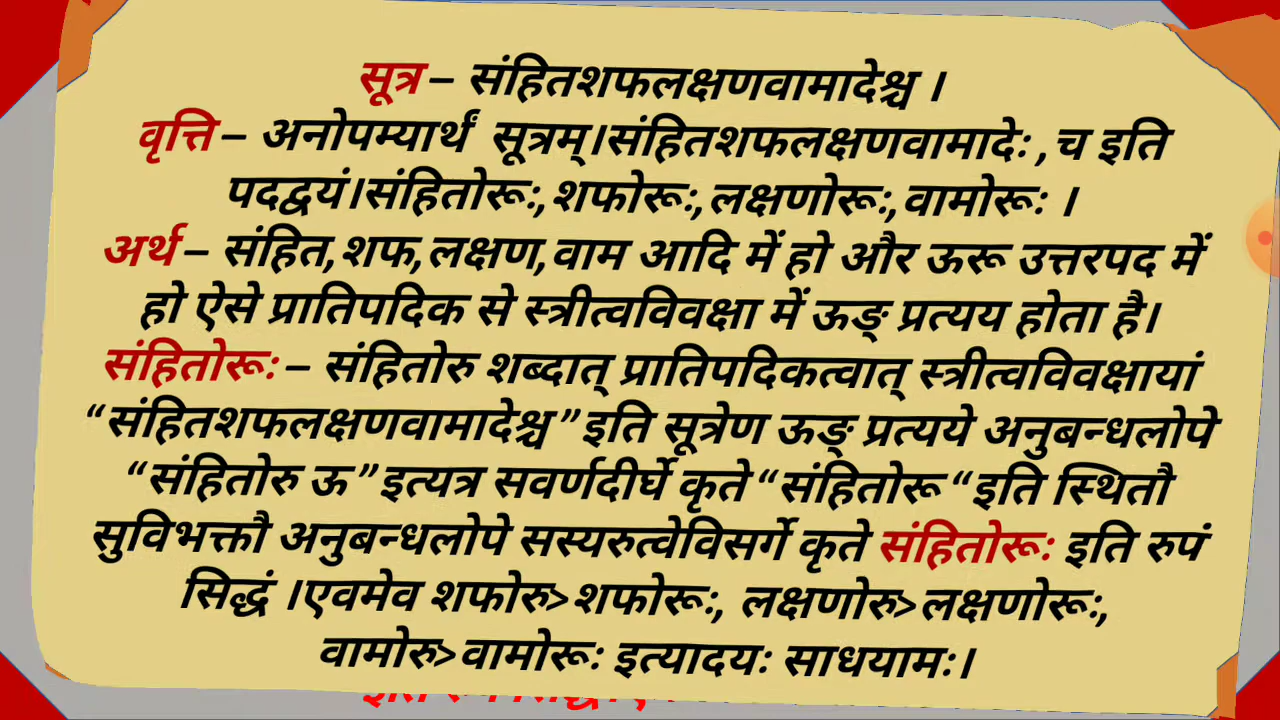 सूत्र – संहितशफलक्षणवामादेश्च ।
वृत्ति – अनोपम्यार्थं सूत्रम्।संहितशफलक्षणवामादेः ,च इति
पदद्वयं।संहितोरूः,शफोरूः,लक्षणोरूः,वामोरूः ।
अर्थ – संहित,शफ,लक्षण,वाम आदि में हो और ऊरू उत्तरपद में
हो ऐसे प्रातिपदिक से स्त्रीत्वविवक्षा में ऊङ् प्रत्यय होता है।
संहितोरूः – संहितोरु शब्दात् प्रातिपदिकत्वात् स्त्रीत्वविवक्षायां
“संहितशफलक्षणवामादेश्च”इति सूत्रेण ऊङ् प्रत्यये अनुबन्धलोपे
“संहितोरु ऊ”इत्यत्र सवर्णदीर्घे कृते“संहितोरू“इति स्थितौ
सुविभक्तौ अनुबन्धलोपे सस्यरुत्वेविसर्गे कृते संहितोरूः इति रुपं
सिद्धं ।एवमेव शफोरु>शफोरूः, लक्षणोरु>लक्षणोरूः,
वामोरु>वामोरूः इत्यादयः साधयामः।